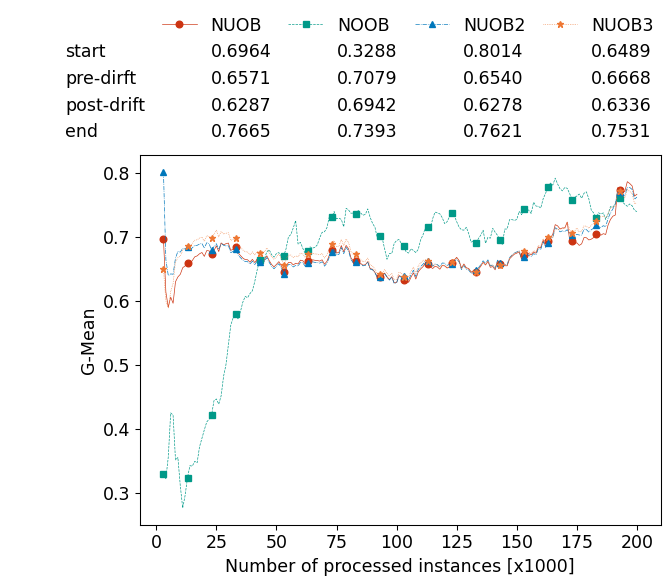 NUOB NOOB NUOB2 NUOB3
start 0.6964 0.3288 0.8014 0.6489
pre-dirft 0.6571 0.7079 0.6540 0.6668
post-drift 0.6287 0.6942 0.6278 0.6336
end 0.7665 0.7393 0.7621 0.7531
0.8
0.7
0.6
0.5
0.4
0.3
G-Mean
0 25 50 75 100 125 150 175 200
Number of processed instances [x1000]